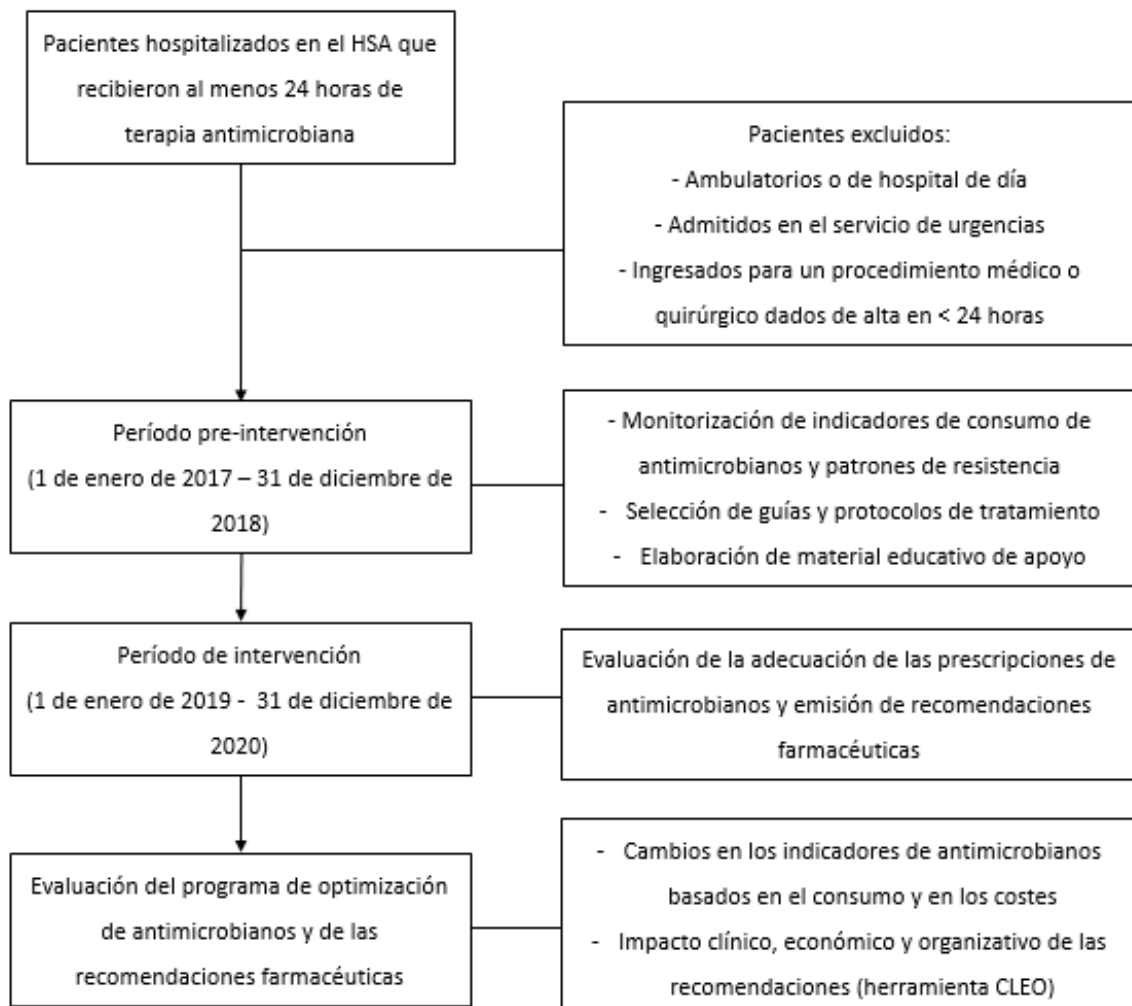 Pacientes hospitalizados en el HSA que
recibieron al menos 24 horas de
terapia antimicrobiana
Pacientes excluidos:
- Ambulatorios o de hospital de día
- Admitidos en el servicio de urgencias
- Ingresados para un procedimiento médico o
quirúrgico dados de alta en < 24 horas
Período pre-intervención
(1 de enero de 2017 – 31 de diciembre de
2018)
- Monitorización de indicadores de consumo de
antimicrobianos y patrones de resistencia
- Selección de guías y protocolos de tratamiento
- Elaboración de material educativo de apoyo
Período de intervención
(1 de enero de 2019 - 31 de diciembre de
2020)
Evaluación de la adecuación de las prescripciones de
antimicrobianos y emisión de recomendaciones
farmacéuticas
Evaluación del programa de optimización
de antimicrobianos y de las
recomendaciones farmacéuticas
- Cambios en los indicadores de antimicrobianos
basados en el consumo y en los costes
- Impacto clínico, económico y organizativo de las
recomendaciones (herramienta CLEO)